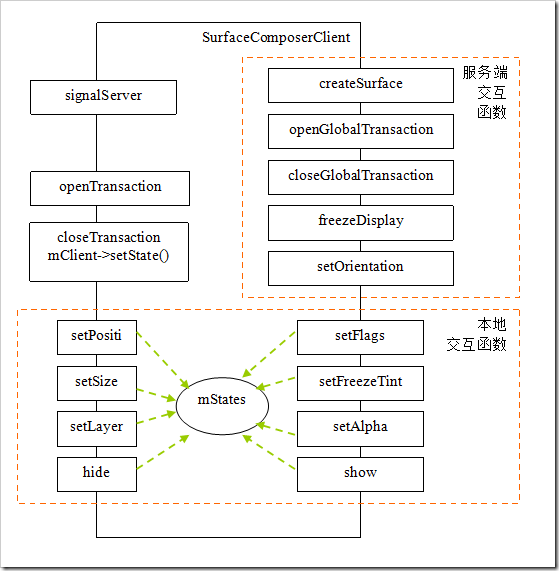 SurfaceComposerClient
服务端
交互
函数
createSurface
signalServer
openGlobalTransaction
closeGlobalTransaction
openTransaction
freezeDisplay
closeTransaction
mClient->setState()
setOrientation
本地
交互函数
setPositi
setFlags
setSize
setFreezeTint
mStates
setLayer
setAlpha
hide
show